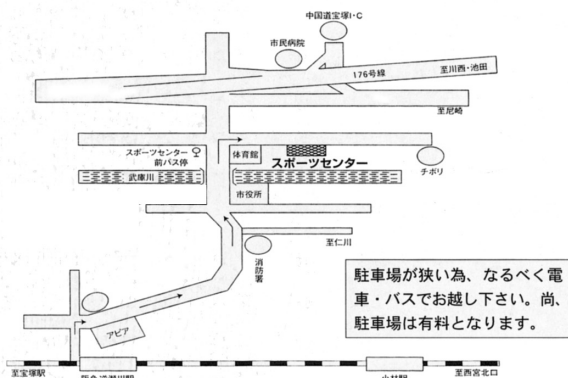 中国道宝塚I・C
市民病院
176号線
至川西・池田
至尼崎
スポーツセンター
前バス停
体育館
スポーツセンター
チボリ
武庫川
市役所
至仁川
消防署
アピア
駐車場が狭い為、なるべく電
車・バスでお越し下さい。尚、
駐車場は有料となります。
至宝塚駅
至西宮北口